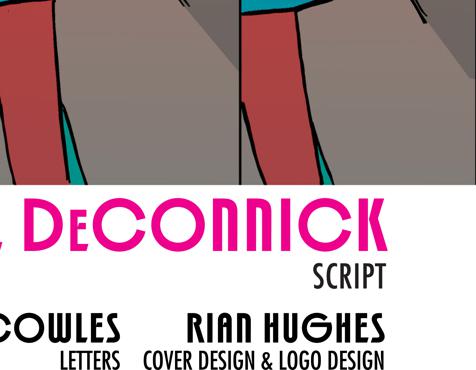 DeCONNICK
SCRIPT
COWLES RIAN HUGHES
LETTERS COVER DESIGN & LOGO DESIGN